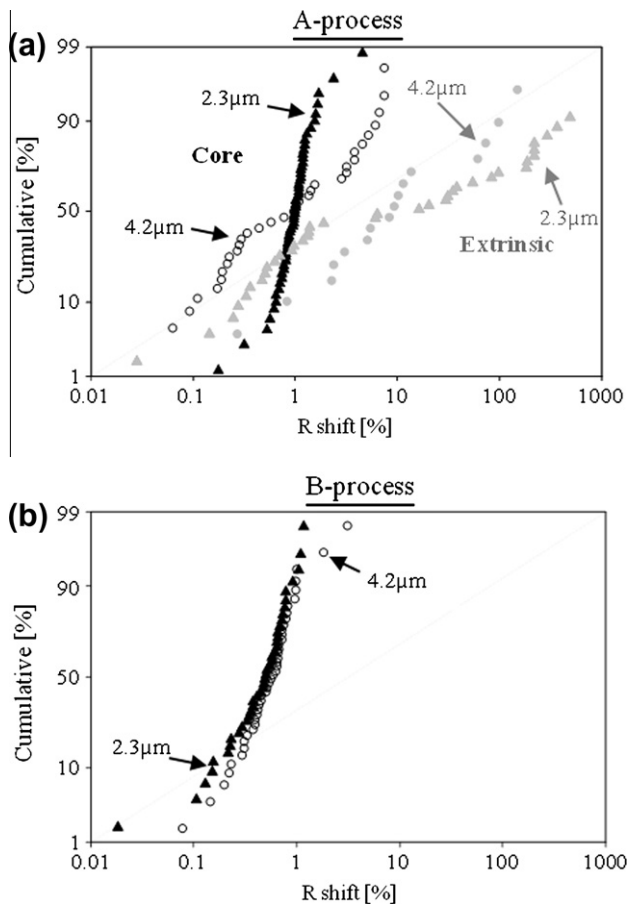 (a)
A-process
99
90
50
10
1
Cumulative [%]
2.3µm
Core
4.2µm
4.2µm
2.3µm
Extrinsic
0.01 0.1 1 10 100 1000
R shift [%]
(b)
B-process
99
90
50
10
1
Cumulative [%]
4.2µm
2.3µm
0.01 0.1 1 10 100 1000
R shift [%]